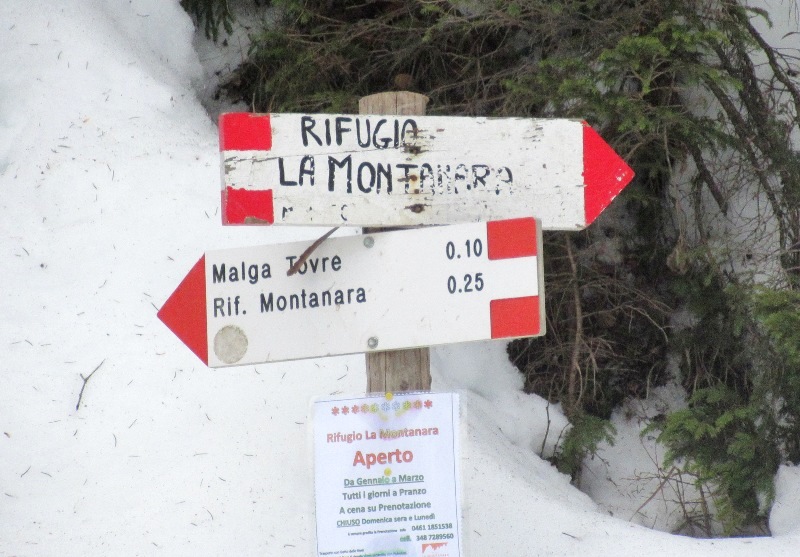 RIFUGIO
LA MONTANARA
Malga Tovre 0.10
Rif. Montanara 0.25
Rifugio La Montanara
Aperto
Da Gennaio a Marzo
Tutti i giorni a Pranzo
A cena su Prenotazione
CHIUSO Domenica sera e Lunedì
0461 1851538
cell. 348 7289560